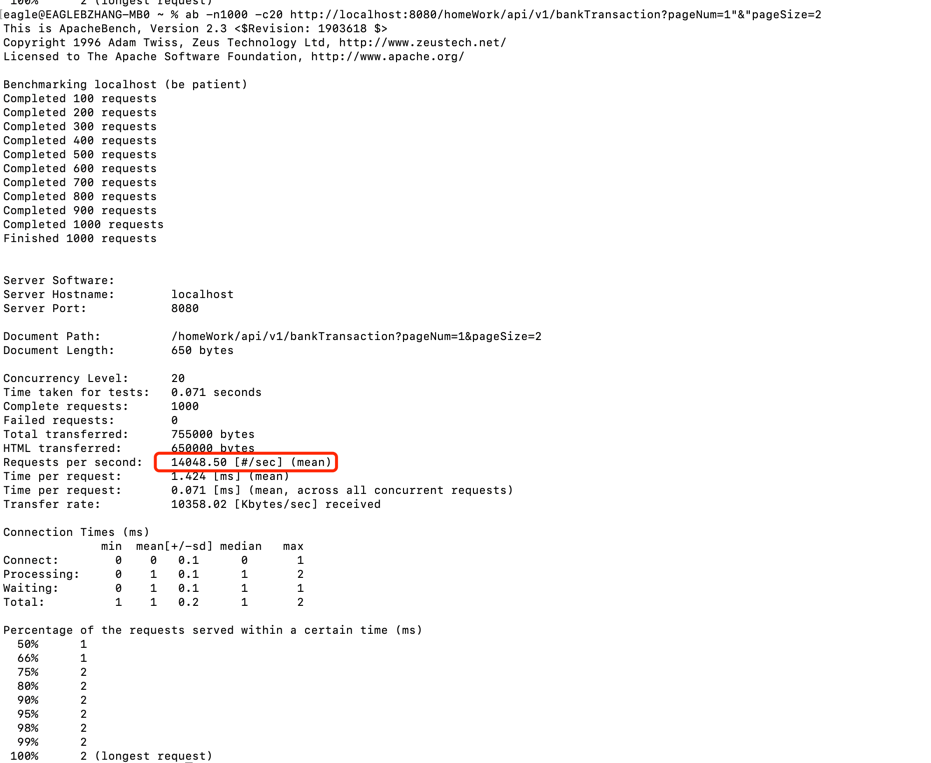 100%      2 (longest request)
[eagle@EAGLEBZHANG-MB0 ~ % ab -n1000 -c20 http://localhost:8080/homeWork/api/v1/bankTransaction?pageNum=1"&"pageSize=2
This is ApacheBench, Version 2.3 <$Revision: 1903618 $>
Copyright 1996 Adam Twiss, Zeus Technology Ltd, http://www.zeustech.net/
Licensed to The Apache Software Foundation, http://www.apache.org/
Benchmarking localhost (be patient)
Completed 100 requests
Completed 200 requests
Completed 300 requests
Completed 400 requests
Completed 500 requests
Completed 600 requests
Completed 700 requests
Completed 800 requests
Completed 900 requests
Completed 1000 requests
Finished 1000 requests
Server Software:
Server Hostname:        localhost
Server Port:            8080
Document Path:          /homeWork/api/v1/bankTransaction?pageNum=1&pageSize=2
Document Length:        650 bytes
Concurrency Level:      20
Time taken for tests:   0.071 seconds
Complete requests:      1000
Failed requests:        0
Total transferred:      755000 bytes
HTML transferred:       650000 bytes
Requests per second:    14048.50 [#/sec] (mean)
Time per request:       1.424 [ms] (mean)
Time per request:       0.071 [ms] (mean, across all concurrent requests)
Transfer rate:          10358.02 [Kbytes/sec] received
Connection Times (ms)
              min  mean[+/-sd] median   max
Connect:        0    0   0.1      0       1
Processing:     0    1   0.1      1       2
Waiting:        0    1   0.1      1       1
Total:          1    1   0.2      1       2
Percentage of the requests served within a certain time (ms)
  50%      1
  66%      1
  75%      2
  80%      2
  90%      2
  95%      2
  98%      2
  99%      2
 100%      2 (longest request)